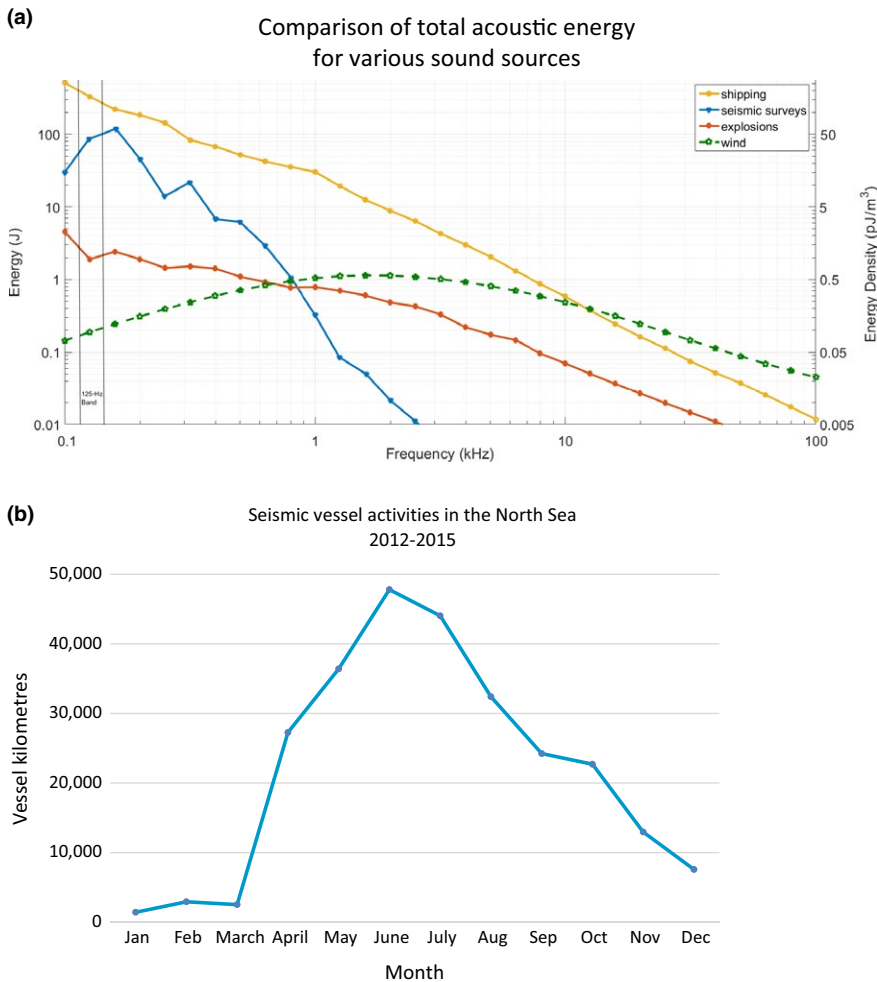 (a)
Comparison of total acoustic energy
for various sound sources
shipping
seismic surveys
explosions
wind
Energy (J)
100
10
1
0.1
0.01
Energy Density (pJ/m³)
50
5
0.5
0.05
0.005
125-Hz
Band
0.1 1 10 100
Frequency (kHz)
(b)
Seismic vessel activities in the North Sea
2012-2015
Vessel kilometres
50,000
40,000
30,000
20,000
10,000
0
Jan Feb March April May June July Aug Sep Oct Nov Dec
Month